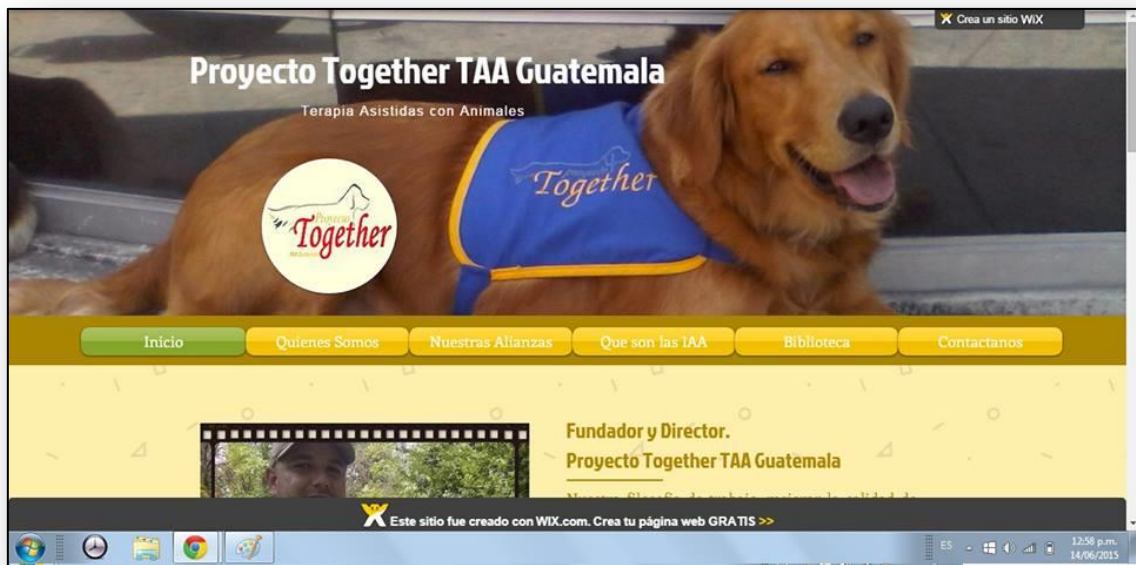 Crea un sitio WiX
Proyecto Together TAA Guatemala
Terapia Asistidas con Animales
Together
Proyecto
Together
Inicio
Quienes Somos
Nuestras Alianzas
Que son las IAA
Biblioteca
Contactanos
Fundador y Director.
Proyecto Together TAA Guatemala
Este sitio fue creado con WIX.com. Crea tu página web GRATIS >>
ES
12:58 p.m.
14/06/2015